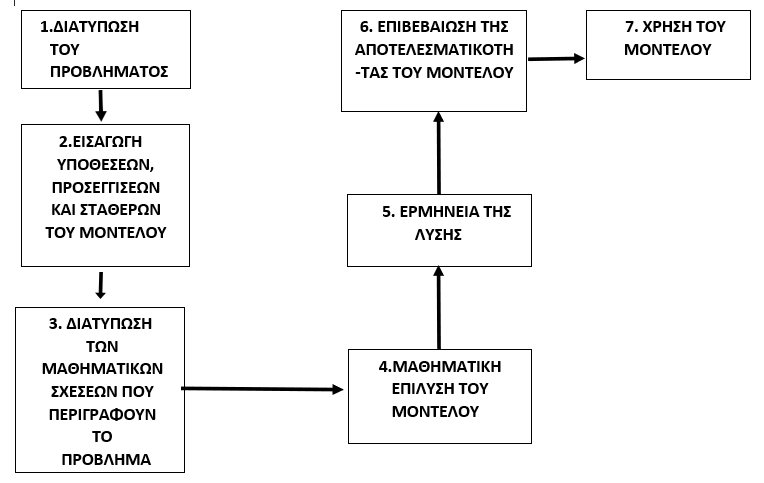 1.ΔΙΑΤΥΠΩΣΗ
ΤΟΥ
ΠΡΟΒΛΗΜΑΤΟΣ
2.ΕΙΣΑΓΩΓΗ
ΥΠΟΘΕΣΕΩΝ,
ΠΡΟΣΕΓΓΙΣΕΩΝ
ΚΑΙ ΣΤΑΘΕΡΩΝ
ΤΟΥ ΜΟΝΤΕΛΟΥ
3. ΔΙΑΤΥΠΩΣΗ
ΤΩΝ
ΜΑΘΗΜΑΤΙΚΩΝ
ΣΧΕΣΕΩΝ ΠΟΥ
ΠΕΡΙΓΡΑΦΟΥΝ
ΤΟ
ΠΡΟΒΛΗΜΑ
4.ΜΑΘΗΜΑΤΙΚΗ
ΕΠΙΛΥΣΗ ΤΟΥ
ΜΟΝΤΕΛΟΥ
5. ΕΡΜΗΝΕΙΑ ΤΗΣ
ΛΥΣΗΣ
6. ΕΠΙΒΕΒΑΙΩΣΗ ΤΗΣ
ΑΠΟΤΕΛΕΣΜΑΤΙΚΟΤΗ
-ΤΑΣ ΤΟΥ ΜΟΝΤΕΛΟΥ
7. ΧΡΗΣΗ ΤΟΥ
ΜΟΝΤΕΛΟΥ